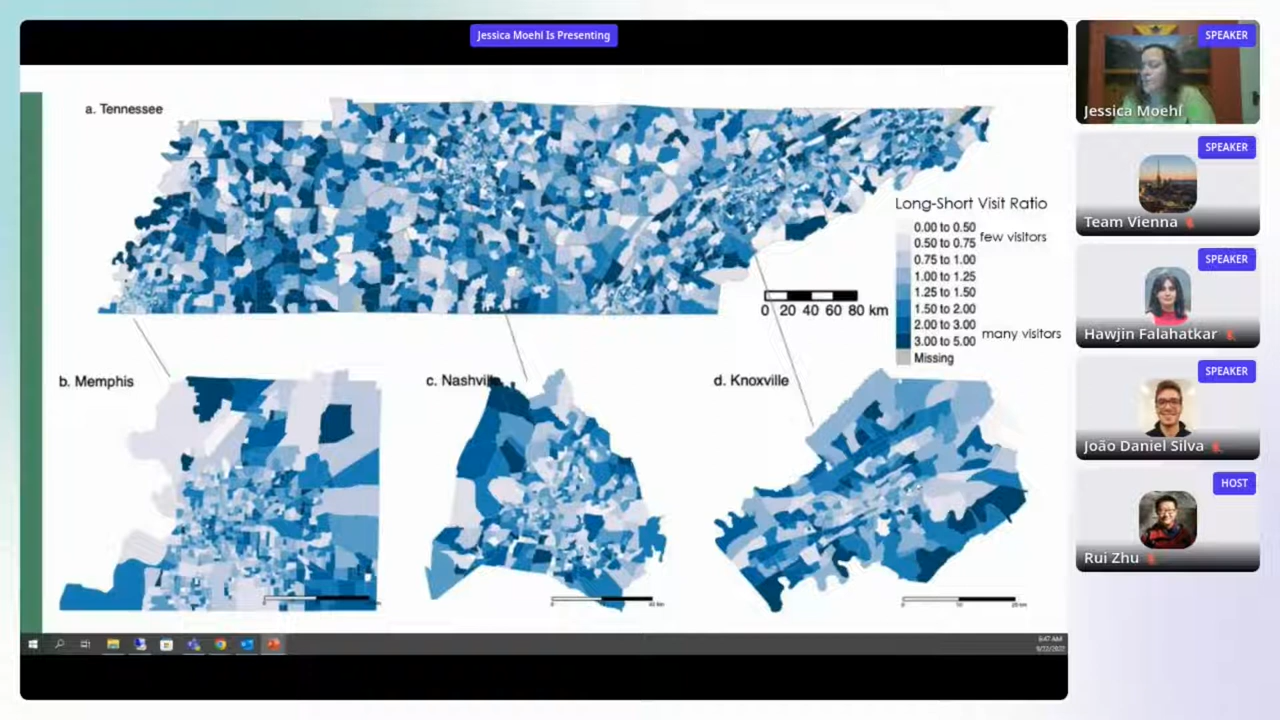 Jessica Moehl Is Presenting
a. Tennessee
Long-Short Visit Ratio
0.00 to 0.50
0.50 to 0.75
few visitors
0.75 to 1.00
1.00 to 1.25
1.25 to 1.50
1.50 to 2.00
2.00 to 3.00
many visitors
3.00 to 5.00
Missing
0 20 40 60 80 km
b. Memphis
c. Nashville
d. Knoxville
SPEAKER
Jessica Moehl
SPEAKER
Team Vienna
SPEAKER
Hawjin Falahatkar
SPEAKER
João Daniel Silva
HOST
Rui Zhu